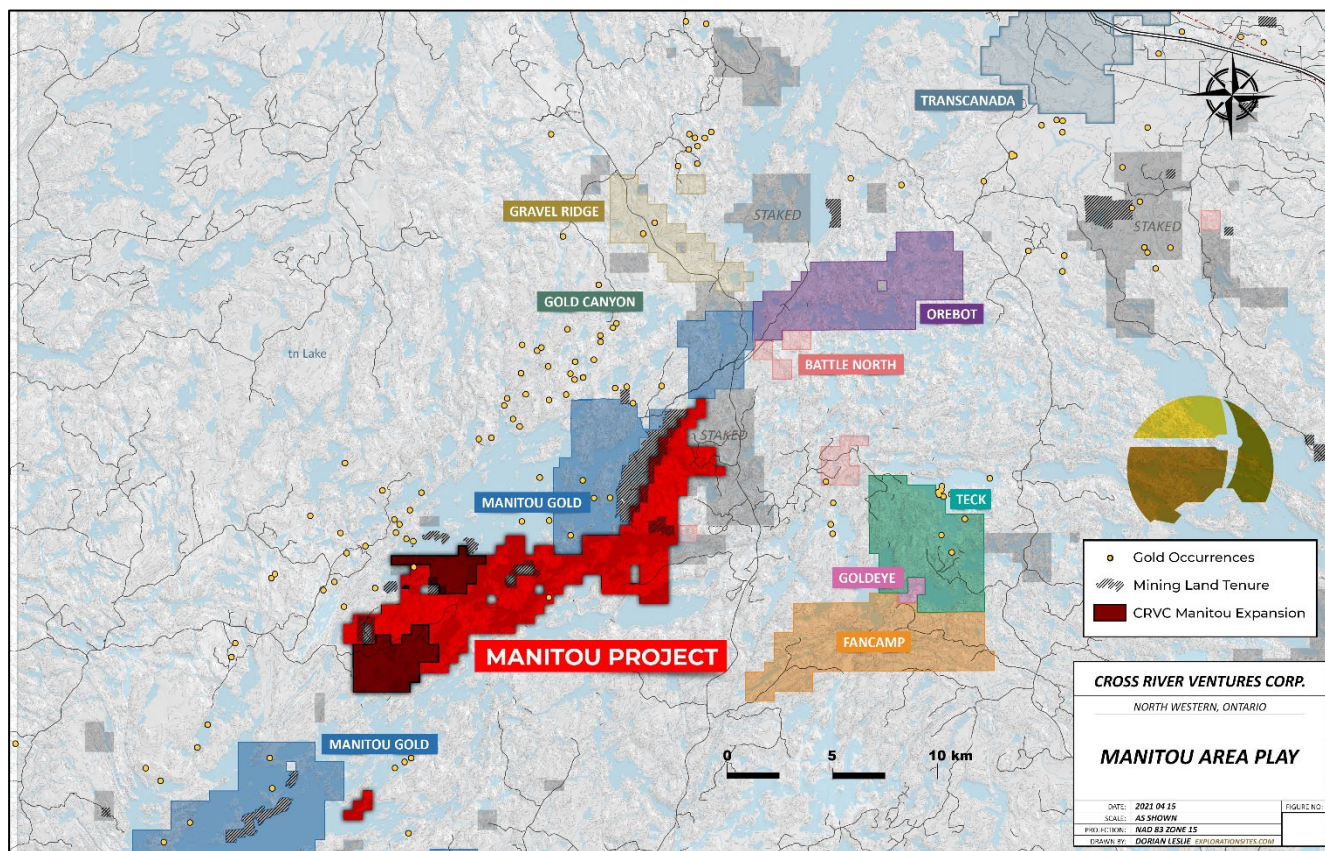 TRANSCANADA
GRAVEL RIDGE
STAKED
STAKED
GOLD CANYON
OREBOT
BATTLE NORTH
tn Lake
STAKED
MANITOU GOLD
TECK
GOLDEYE
FANCAMP
MANITOU PROJECT
MANITOU GOLD
0 5 10 km
Gold Occurrences
Mining Land Tenure
CRVC Manitou Expansion
CROSS RIVER VENTURES CORP.
NORTH WESTERN, ONTARIO
MANITOU AREA PLAY
DATE: 2021 04 15
FIGURE NO:
SCALE: AS SHOWN
PROJECTION: NAD 83 ZONE 15
DRAWN BY: DORIAN LESLIE EXPLORATIONSITES.COM